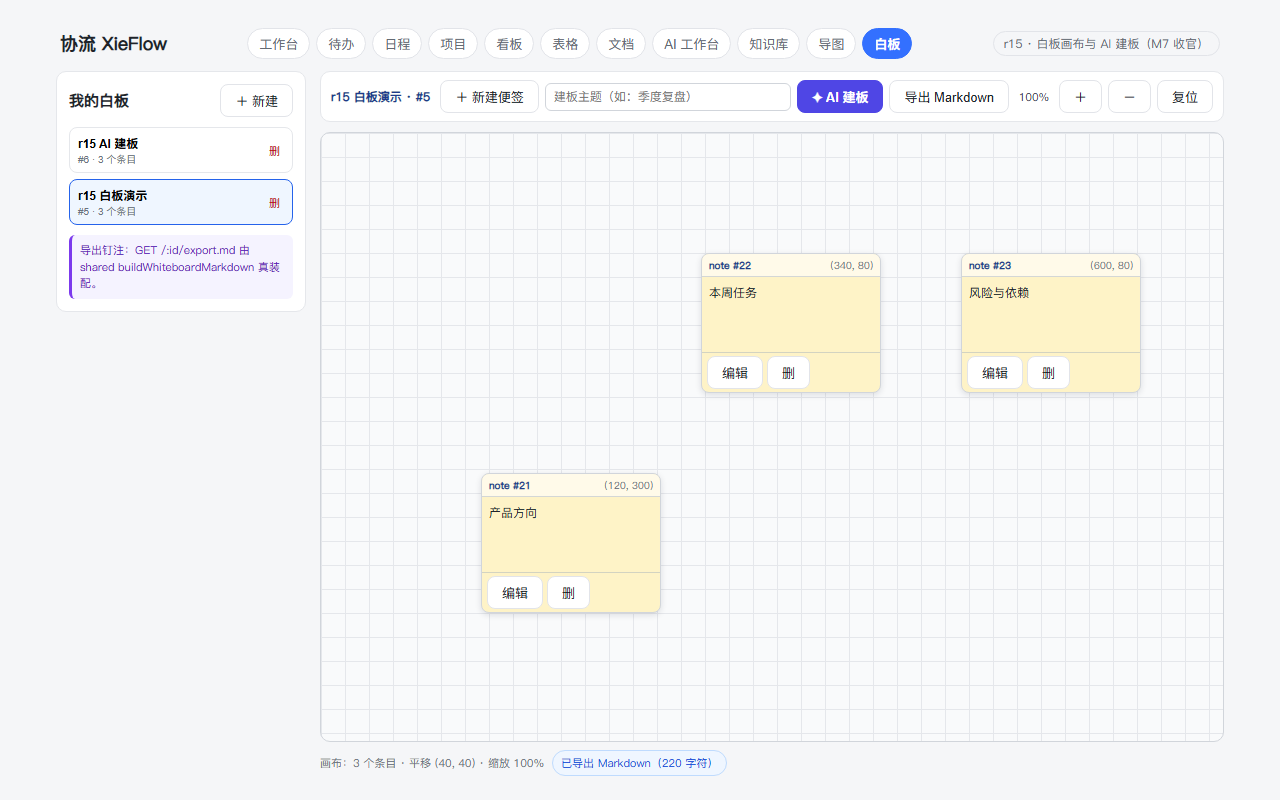 协流 XieFlow
工作台 待办 日程 项目 看板 表格 文档 AI 工作台 知识库 导图 白板
r15 · 白板画布与 AI 建板（M7 收官）
我的白板
＋ 新建
r15 AI 建板
#6 · 3 个条目
删
r15 白板演示
#5 · 3 个条目
删
导出钉注：GET /:id/export.md 由
shared buildWhiteboardMarkdown 真装
配。
r15 白板演示 · #5
＋ 新建便签
建板主题（如：季度复盘）
✦ AI 建板
导出 Markdown
100%
＋
－
复位
note #22 (340, 80)
本周任务
编辑 删
note #23 (600, 80)
风险与依赖
编辑 删
note #21 (120, 300)
产品方向
编辑 删
画布：3 个条目 · 平移 (40, 40) · 缩放 100%
已导出 Markdown（220 字符）